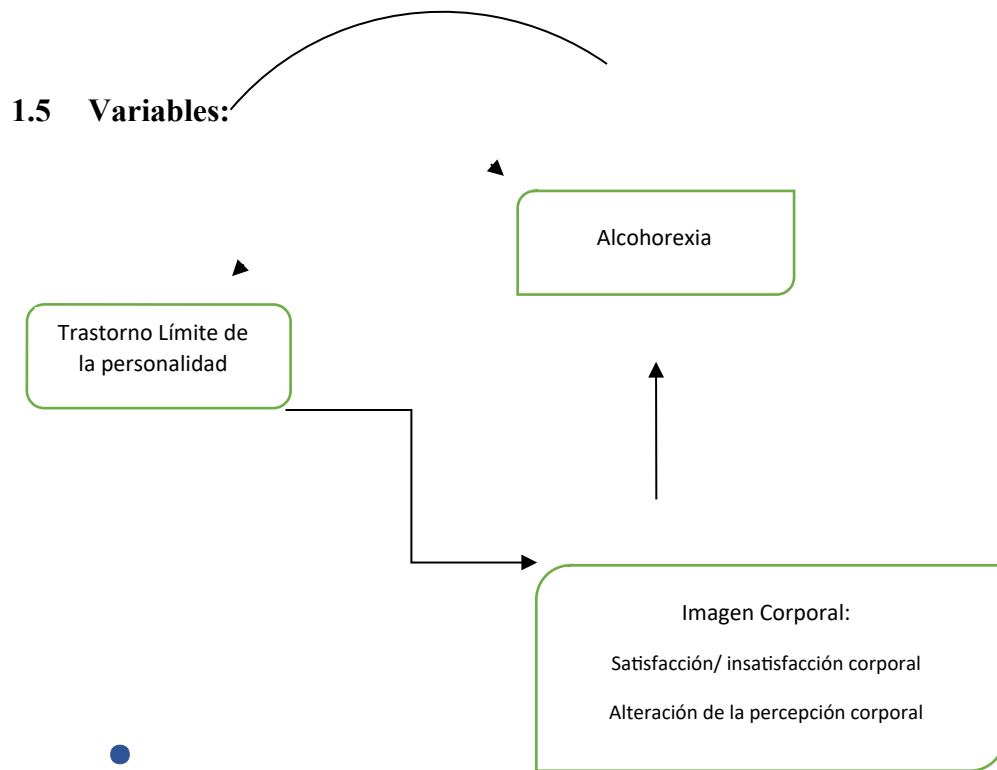 1.5 Variables:
Alcohorexia
Trastorno Límite de
la personalidad
Imagen Corporal:
Satisfacción/ insatisfacción corporal
Alteración de la percepción corporal